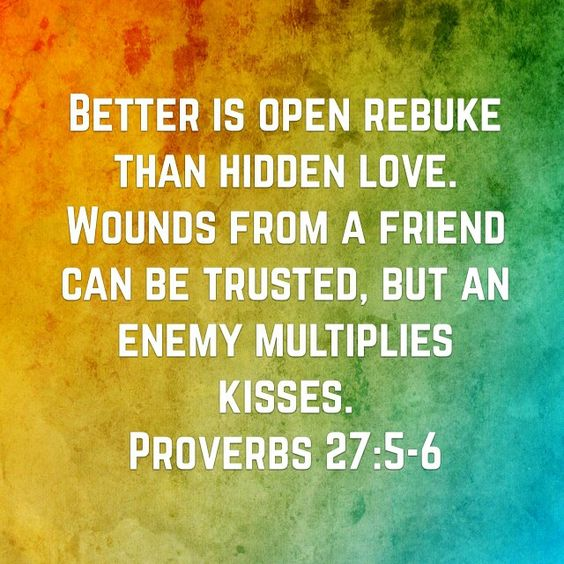 Better is open rebuke
than hidden love.
Wounds from a friend
can be trusted, but an
enemy multiplies
kisses.
Proverbs 27:5-6